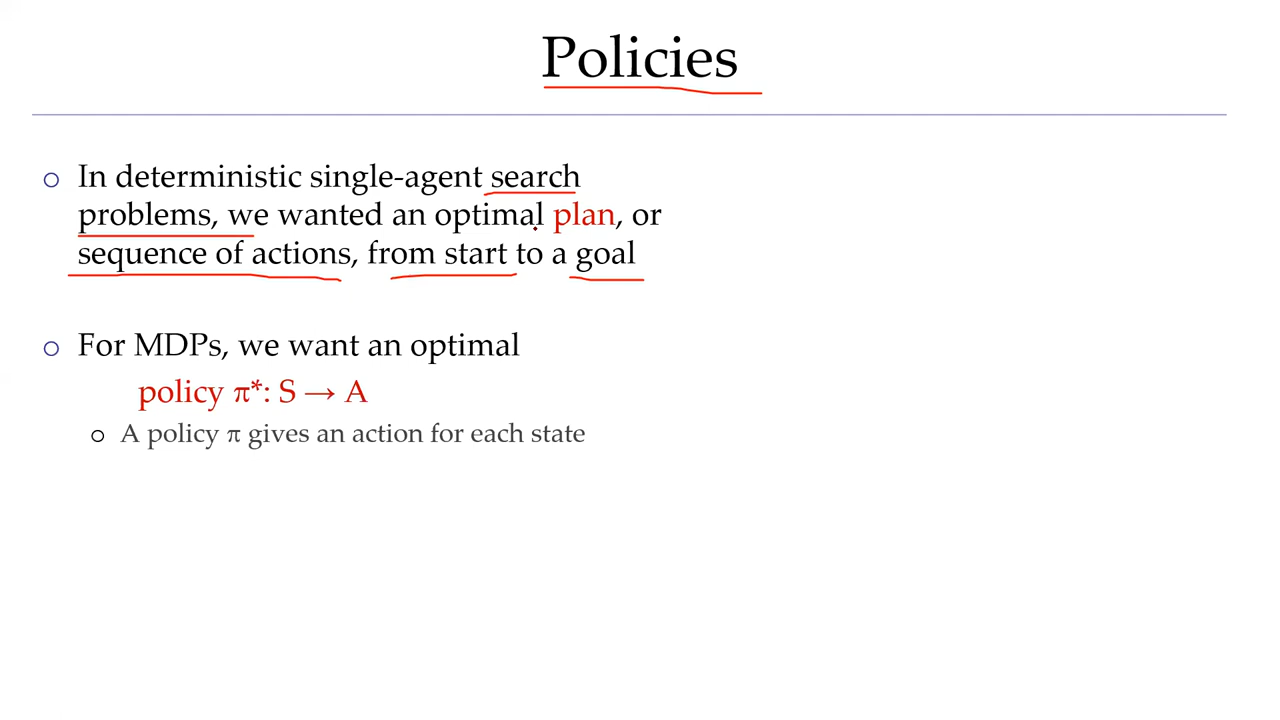 Policies
In deterministic single-agent search
problems, we wanted an optimal plan, or
sequence of actions, from start to a goal
For MDPs, we want an optimal
policy π*: S → A
A policy π gives an action for each state